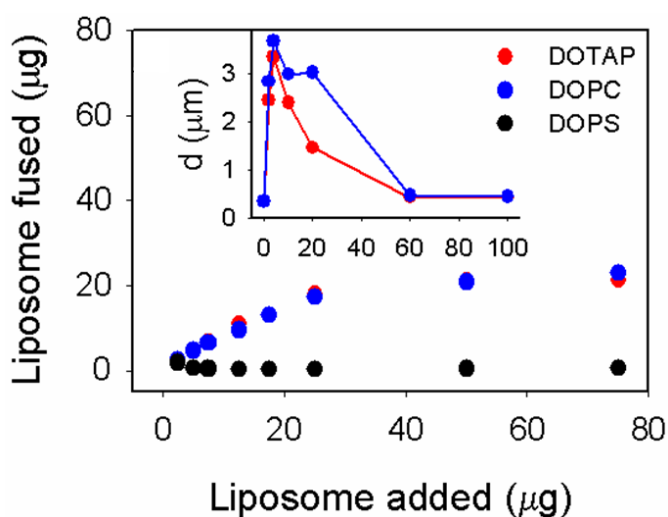 Liposome fused (μg)
80
60
40
20
0
d (μm)
3
2
1
0
0 20 40 60 80 100
DOTAP
DOPC
DOPS
0 20 40 60 80
Liposome added (μg)